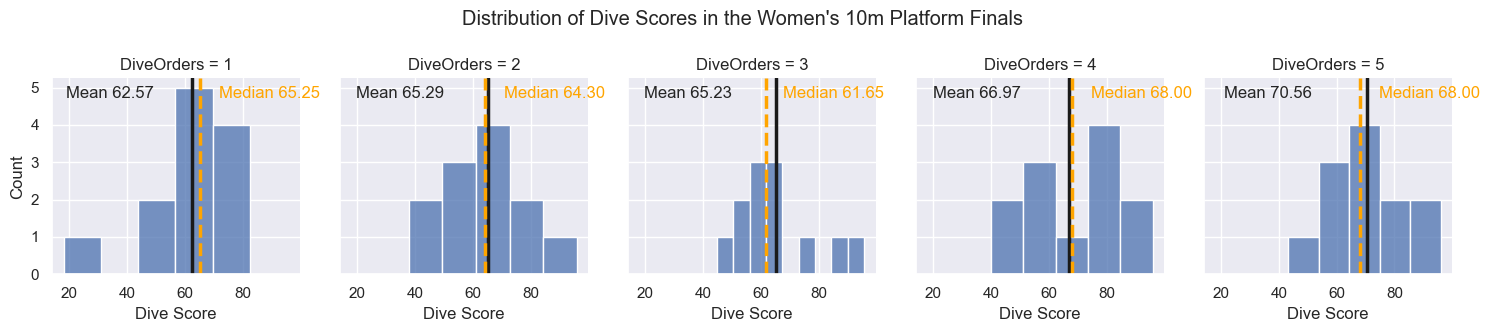 Distribution of Dive Scores in the Women's 10m Platform Finals
DiveOrders = 1
DiveOrders = 2
DiveOrders = 3
DiveOrders = 4
DiveOrders = 5
Mean 62.57
Median 65.25
Mean 65.29
Median 64.30
Mean 65.23
Median 61.65
Mean 66.97
Median 68.00
Mean 70.56
Median 68.00
Count
5
4
3
2
1
0
20 40 60 80
20 40 60 80
20 40 60 80
20 40 60 80
20 40 60 80
Dive Score
Dive Score
Dive Score
Dive Score
Dive Score